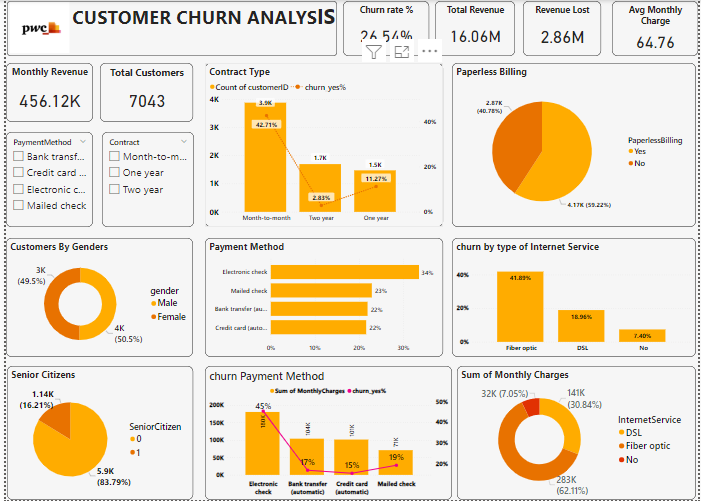 pwc
CUSTOMER CHURN ANALYSIS
Churn rate %
26.54%
Total Revenue
16.06M
Revenue Lost
2.86M
Avg Monthly
Charge
64.76
Monthly Revenue
456.12K
Total Customers
7043
PaymentMethod
Bank transf...
Credit card ...
Electronic c...
Mailed check
Contract
Month-to-m...
One year
Two year
Contract Type
Count of customerID
churn yes%
4K
3K
2K
1K
0K
3.9K
42.71%
1.7K
2.83%
1.5K
11.27%
40%
20%
0%
Month-to-month
Two year
One year
Paperless Billing
2.87K
(40.78%)
4.17K (59.22%)
PaperlessBilling
Yes
No
Customers By Genders
3K
(49.5%)
4K
(50.5%)
gender
Male
Female
Payment Method
Electronic check
34%
Mailed check
23%
Bank transfer (au...
22%
Credit card (auto...
22%
0%
10%
20%
30%
churn by type of Internet Service
40%
20%
0%
41.89%
18.96%
7.40%
Fiber optic
DSL
No
Senior Citizens
1.14K
(16.21%)
5.9K
(83.79%)
SeniorCitizen
0
1
churn Payment Method
Sum of MonthlyCharges
churn_yes%
200K
150K
100K
50K
0K
45%
180K
17%
104K
15%
101K
19%
71K
50%
40%
30%
20%
Electronic
check
Bank transfer
(automatic)
Credit card
(automatic)
Mailed check
Sum of Monthly Charges
32K (7.05%)
141K
(30.84%)
283K
(62.11%)
InternetService
DSL
Fiber optic
No